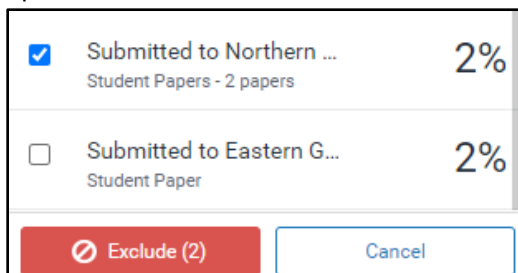 Submitted to Northern ...
2%
Student Papers - 2 papers
Submitted to Eastern G...
2%
Student Paper
Exclude (2)
Cancel